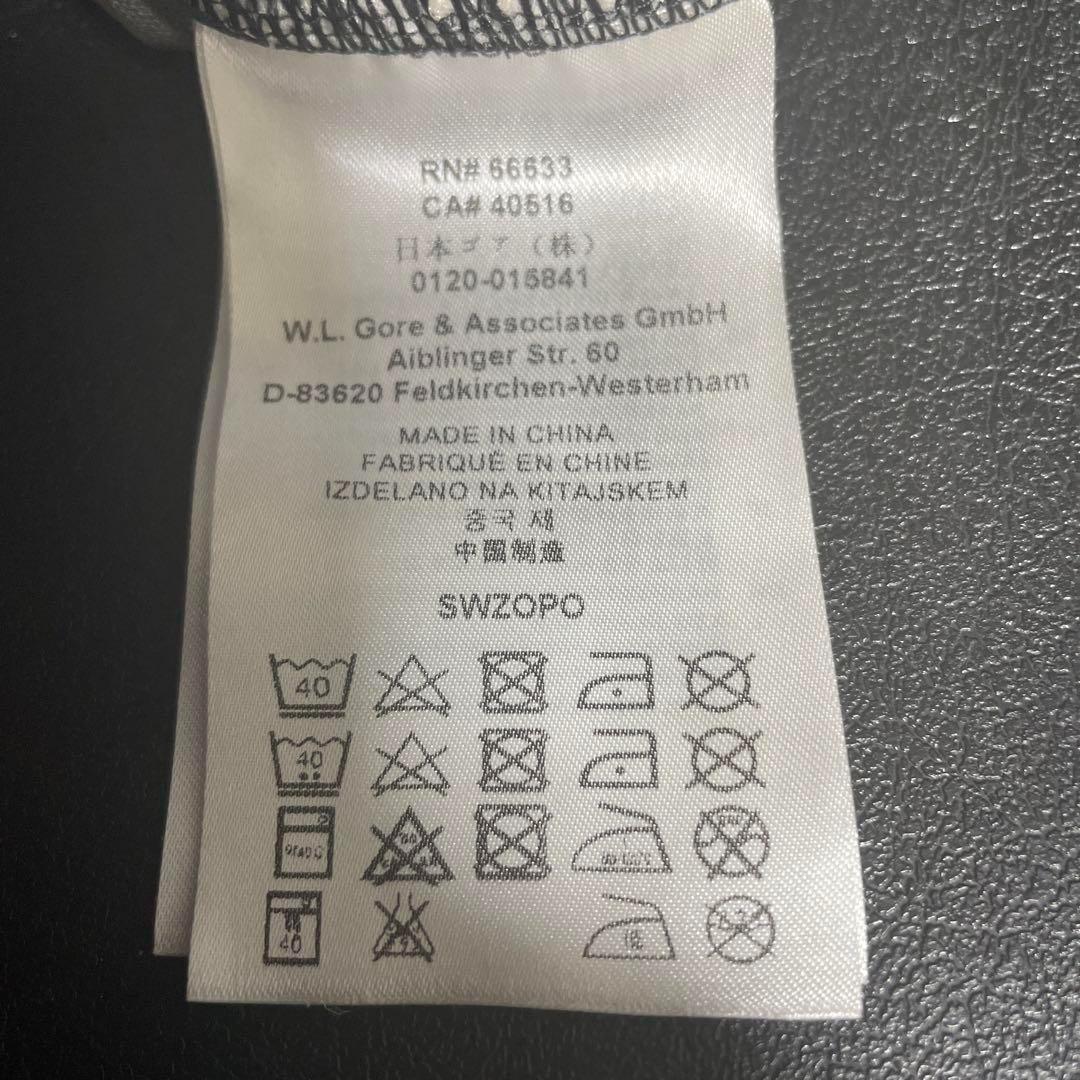 RN# 66633
CA# 40516
日本ゴア（株）
0120-015841
W.L. Gore & Associates GmbH
Aiblinger Str. 60
D-83620 Feldkirchen-Westerham
MADE IN CHINA
FABRIQUÉ EN CHINE
IZDELANO NA KITAJSKEM
중국 제
中國制造
SWZOPO
40
40
40
低